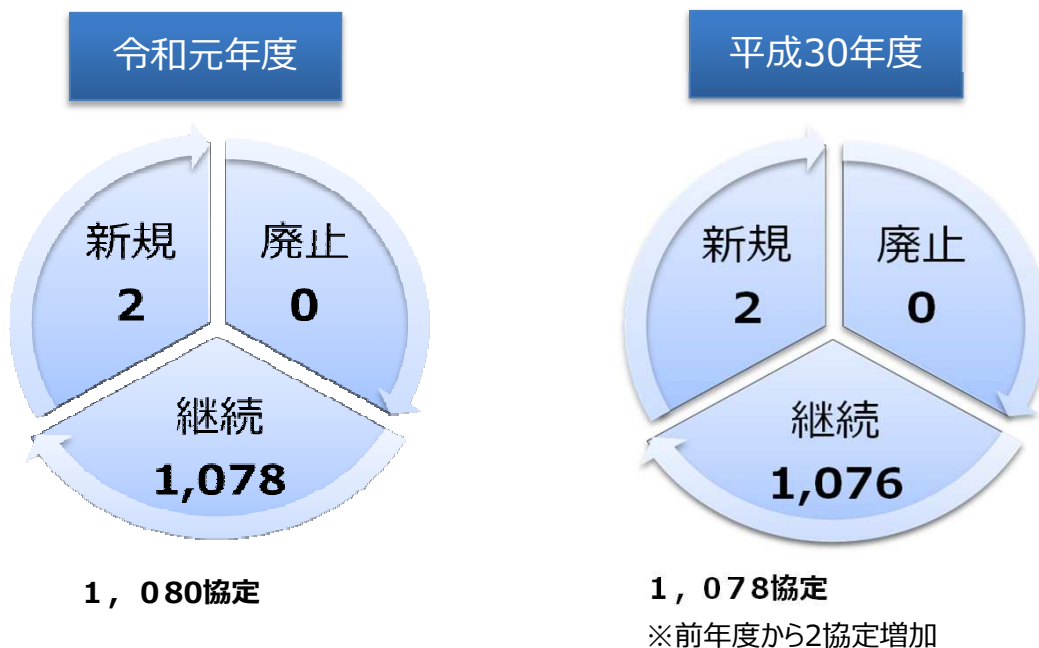 令和元年度
新規
2
廃止
0
継続
1,078
1，０80協定
平成30年度
新規
2
廃止
0
継続
1,076
1，０７8協定
※前年度から2協定増加